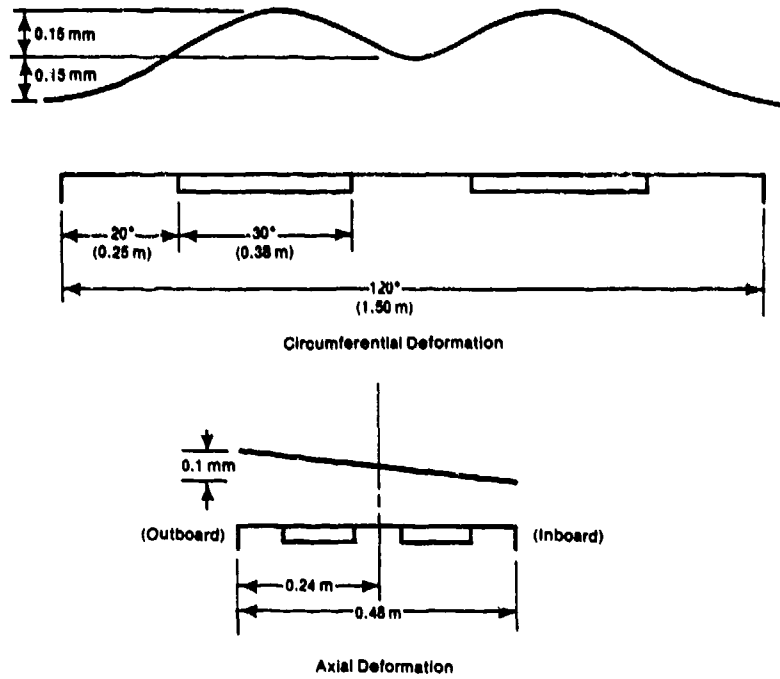 0.15 mm
0.15 mm
20°
(0.25 m)
30°
(0.38 m)
120°
(1.50 m)
Circumferential Deformation
0.1 mm
(Outboard)
(Inboard)
0.24 m
0.48 m
Axial Deformation